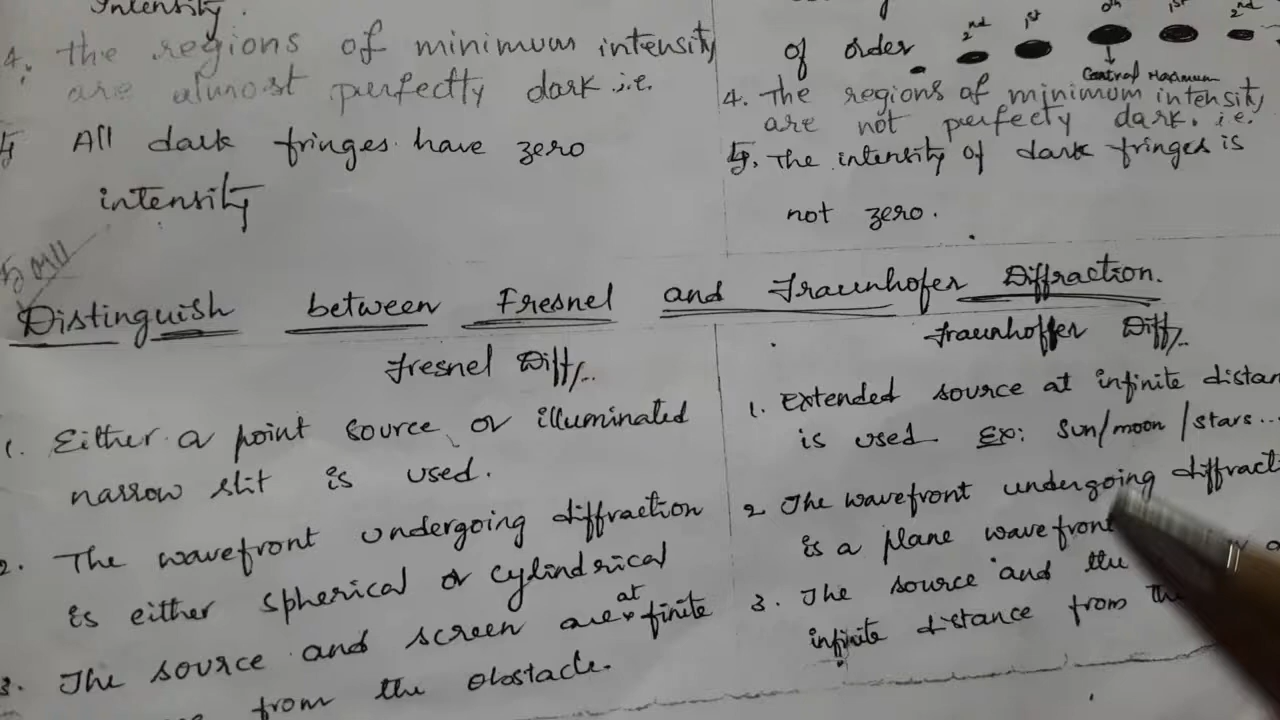 Intensity.
4. The regions of minimum intensity
are almost perfectly dark i.e.
5 All dark fringes have zero
intensity
of order
2nd 1st 0th 1st 2nd
Central Maximum
4. The regions of minimum intensity
are not perfecty dark. i.e.
5. The intensity of dark fringes is
not zero.
5 M
Distinguish between Fresnel and Fraunhofer Diffraction.
Fresnel Diff..
1. Either a point source or illuminated
narrow slit is used.
2. The wavefront undergoing diffraction
is either spherical or cylindrical
3. The source and screen are at finite
from the obstacle.
Fraunhoffer Diff..
1. Extended source at infinite distan
is used Ex: Sun/moon/stars...
2 The wavefront undergoing diffract
is a plane wavefront
3. The source and the
infinite distance from the